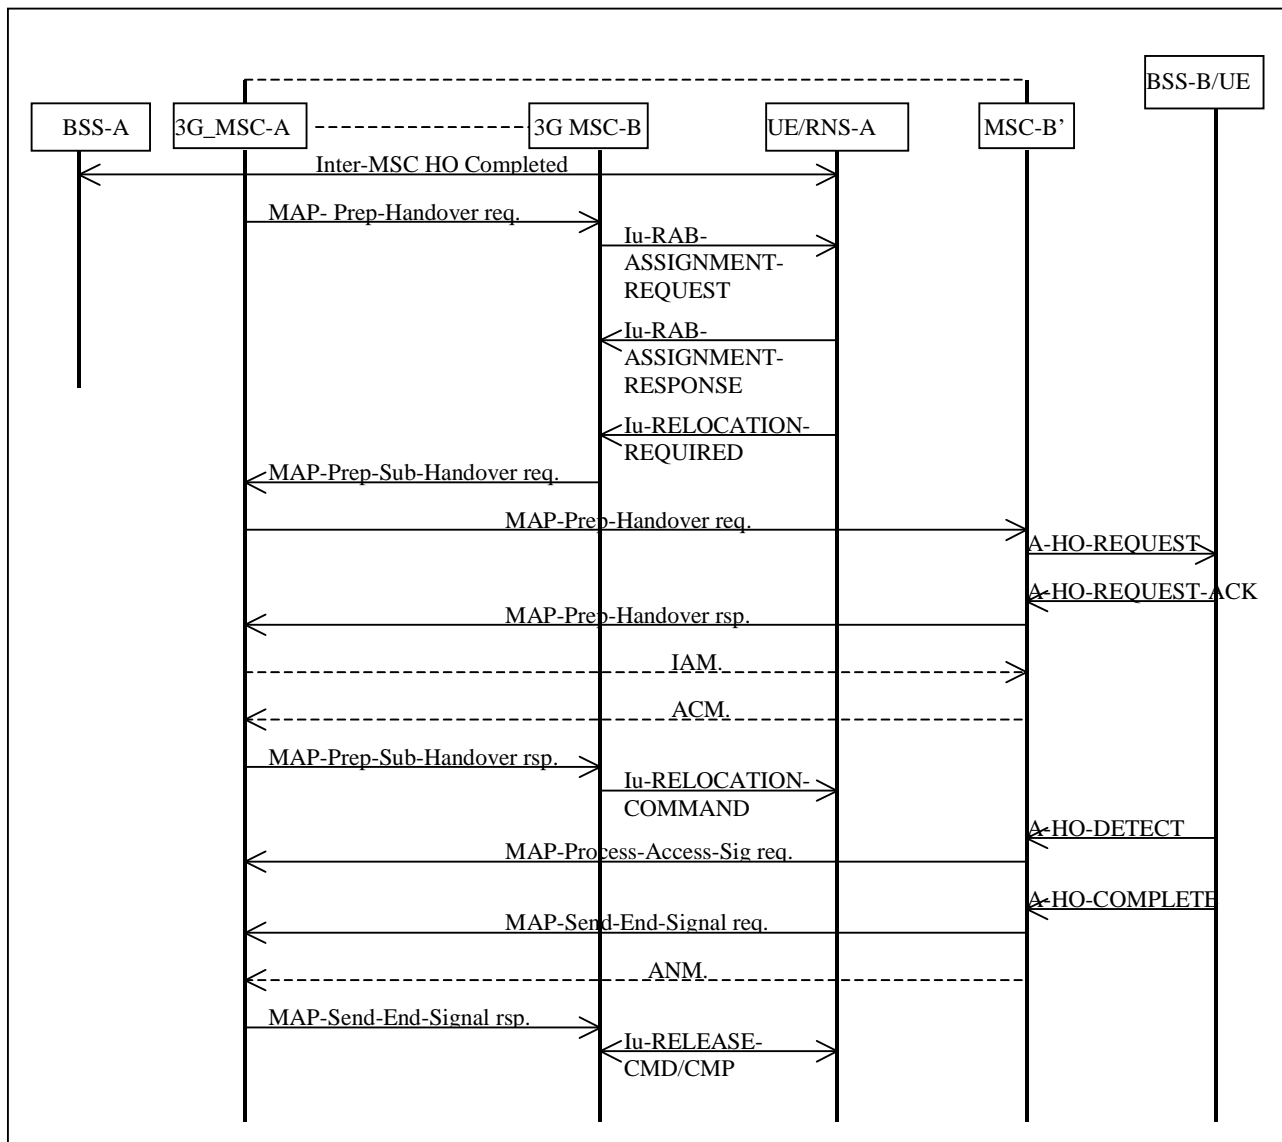 BSS-B/UE
BSS-A
3G_MSC-A
3G MSC-B
UE/RNS-A
MSC-B’
Inter-MSC HO Completed
MAP- Prep-Handover req.
Iu-RAB-
ASSIGNMENT-
REQUEST
Iu-RAB-
ASSIGNMENT-
RESPONSE
Iu-RELOCATION-
REQUIRED
MAP-Prep-Sub-Handover req.
MAP-Prep-Handover req.
A-HO-REQUEST
A-HO-REQUEST-ACK
MAP-Prep-Handover rsp.
IAM.
ACM.
MAP-Prep-Sub-Handover rsp.
Iu-RELOCATION-
COMMAND
A-HO-DETECT
MAP-Process-Access-Sig req.
A-HO-COMPLETE
MAP-Send-End-Signal req.
ANM.
MAP-Send-End-Signal rsp.
Iu-RELEASE-
CMD/CMP